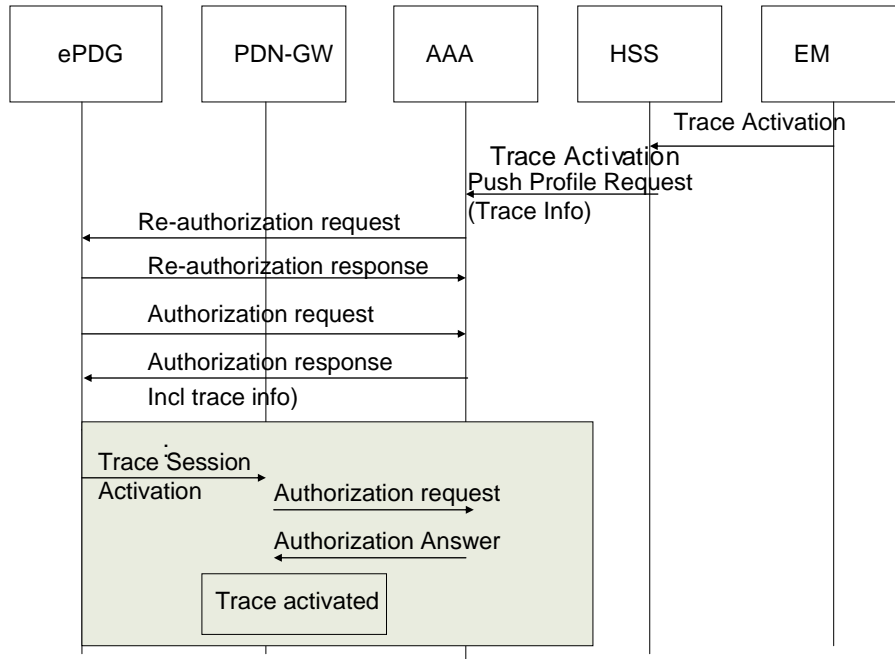 ePDG
PDN-GW
AAA
HSS
EM
Trace Activation
Trace Activation
Push Profile Request
(Trace Info)
Re-authorization request
Re-authorization response
Authorization request
Authorization response
Incl trace info)
:
Trace Session
Activation
Authorization request
Authorization Answer
Trace activated